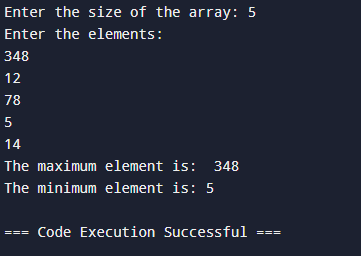 Enter the size of the array: 5
Enter the elements:
348
12
78
5
14
The maximum element is:  348
The minimum element is: 5
=== Code Execution Successful ===